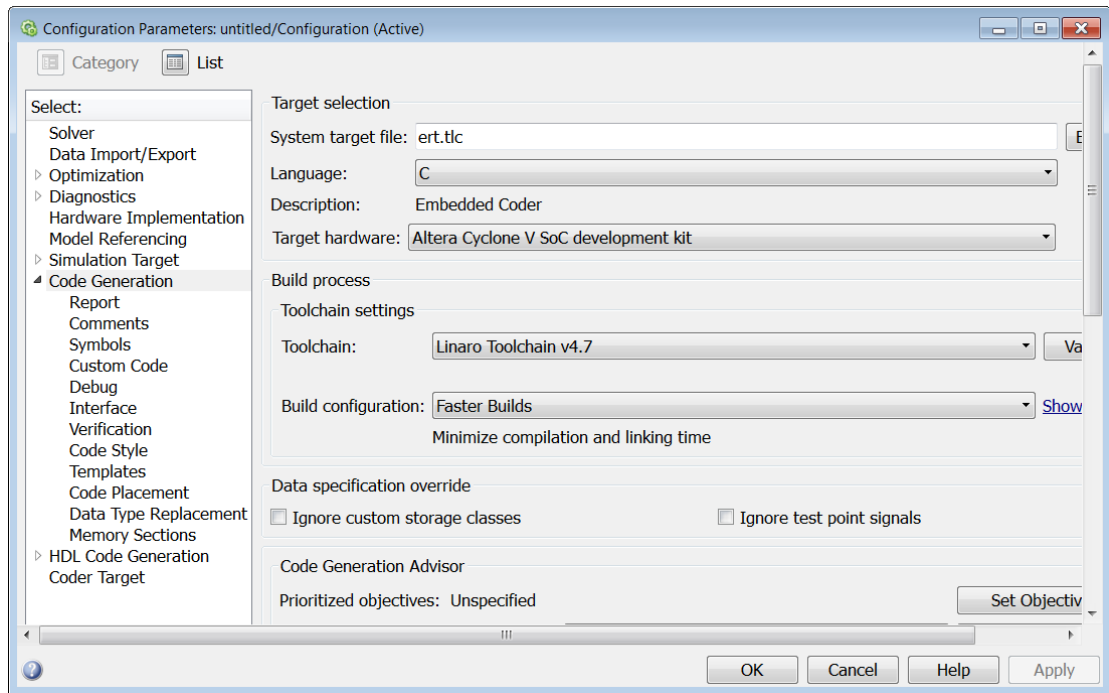 Configuration Parameters: untitled/Configuration (Active)
Category
List
Select:
Solver
Data Import/Export
Optimization
Diagnostics
Hardware Implementation
Model Referencing
Simulation Target
Code Generation
Report
Comments
Symbols
Custom Code
Debug
Interface
Verification
Code Style
Templates
Code Placement
Data Type Replacement
Memory Sections
HDL Code Generation
Coder Target
Target selection
System target file: ert.tlc
Language: C
Description: Embedded Coder
Target hardware: Altera Cyclone V SoC development kit
Build process
Toolchain settings
Toolchain: Linaro Toolchain v4.7 Va
Build configuration: Faster Builds Show
Minimize compilation and linking time
Data specification override
Ignore custom storage classes Ignore test point signals
Code Generation Advisor
Prioritized objectives: Unspecified Set Objectiv
OK Cancel Help Apply